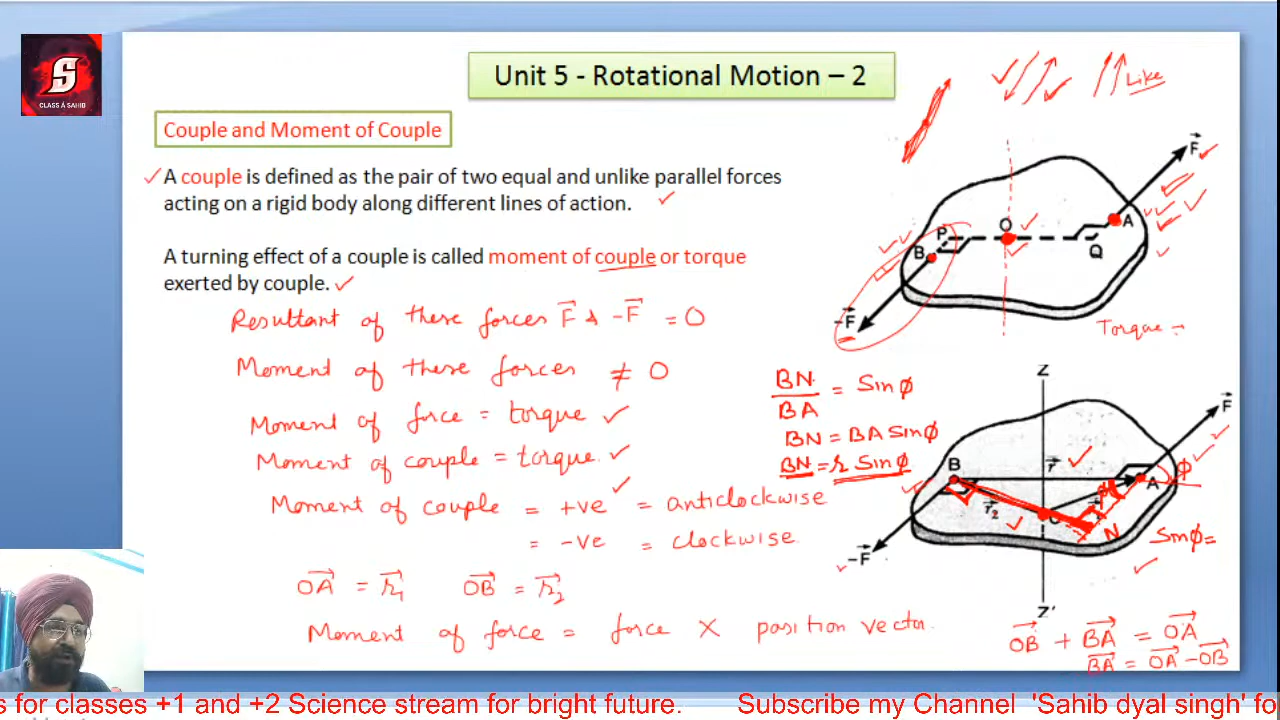 S
CLASS Á SAHIB
Unit 5 - Rotational Motion – 2
Like
Couple and Moment of Couple
A couple is defined as the pair of two equal and unlike parallel forces
acting on a rigid body along different lines of action.
A turning effect of a couple is called moment of couple or torque
exerted by couple.
Resultant of these forces F & -F = 0
Moment of these forces ≠ 0
Moment of force = torque
Moment of couple = torque.
Moment of couple = +ve = anticlockwise
= -ve = clockwise
OA = r1 OB = r2
Moment of force = force X position vector.
F
A
O
P
Q
B
-F
Torque =
BN/BA = Sin φ
BN = BA Sin φ
BN = r Sin φ
Z
F
B
r
A
φ
r2
N
Sin φ =
-F
Z'
OB + BA = OA
BA = OA - OB
s for classes +1 and +2 Science stream for bright future. Subscribe my Channel 'Sahib dyal singh' fo